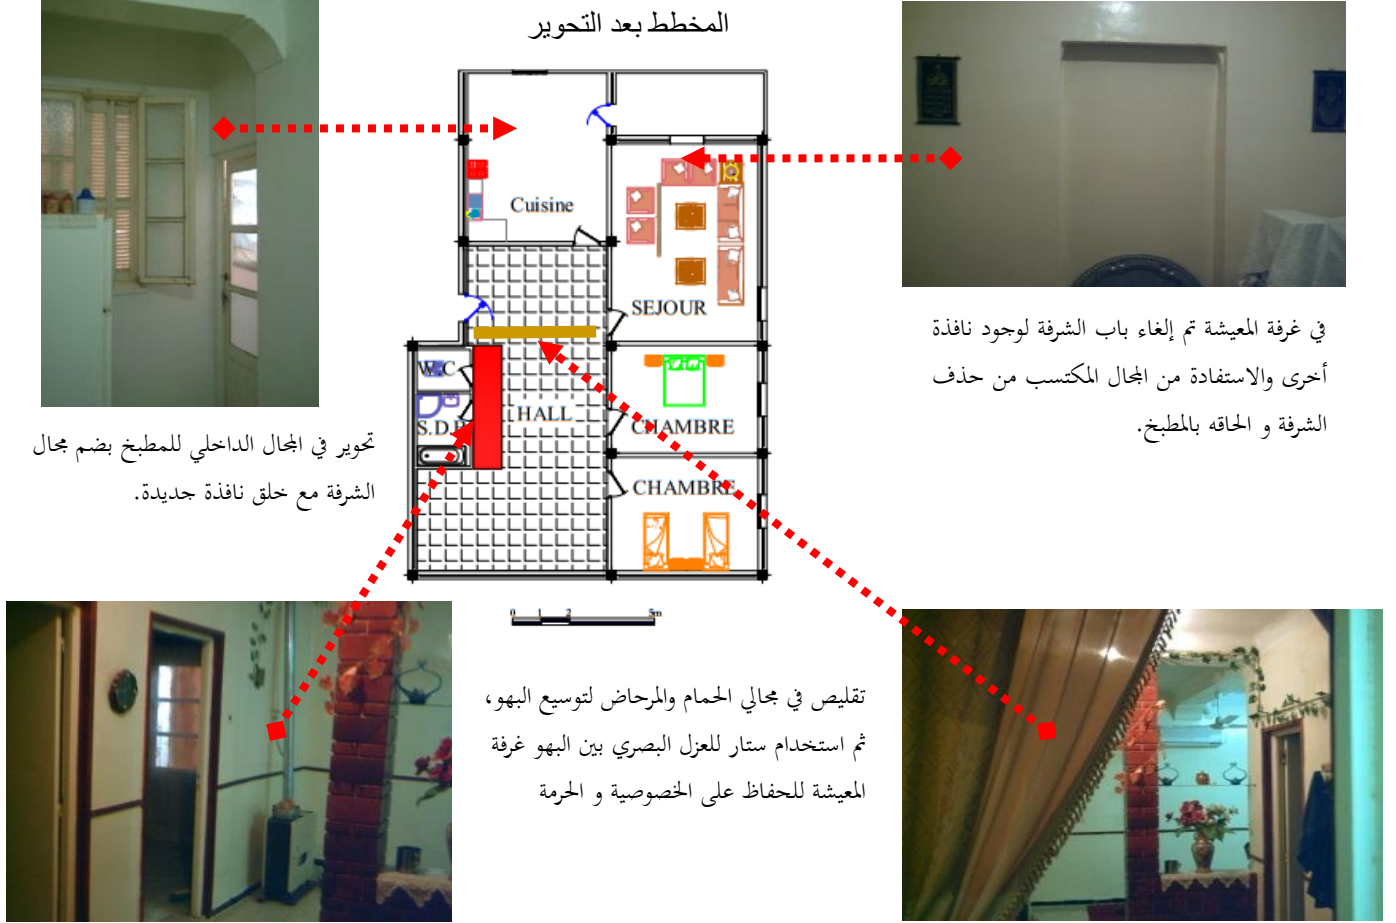 المخطط بعد التحوير
Cuisine
SEJOUR
W.C
HALL
S.D.B
CHAMBRE
CHAMBRE
0 1 2 5m
في غرفة المعيشة تم إلغاء باب الشرفة لوجود نافذة
أخرى والاستفادة من المجال المكتسب من حذف
الشرفة و الحاقه بالمطبخ.
تحوير في المجال الداخلي للمطبخ بضم مجال
الشرفة مع خلق نافذة جديدة.
تقليص في مجالي الحمام والمرحاض لتوسيع البهو،
ثم استخدام ستار للعزل البصري بين البهو غرفة
المعيشة للحفاظ على الخصوصية و الحرمة